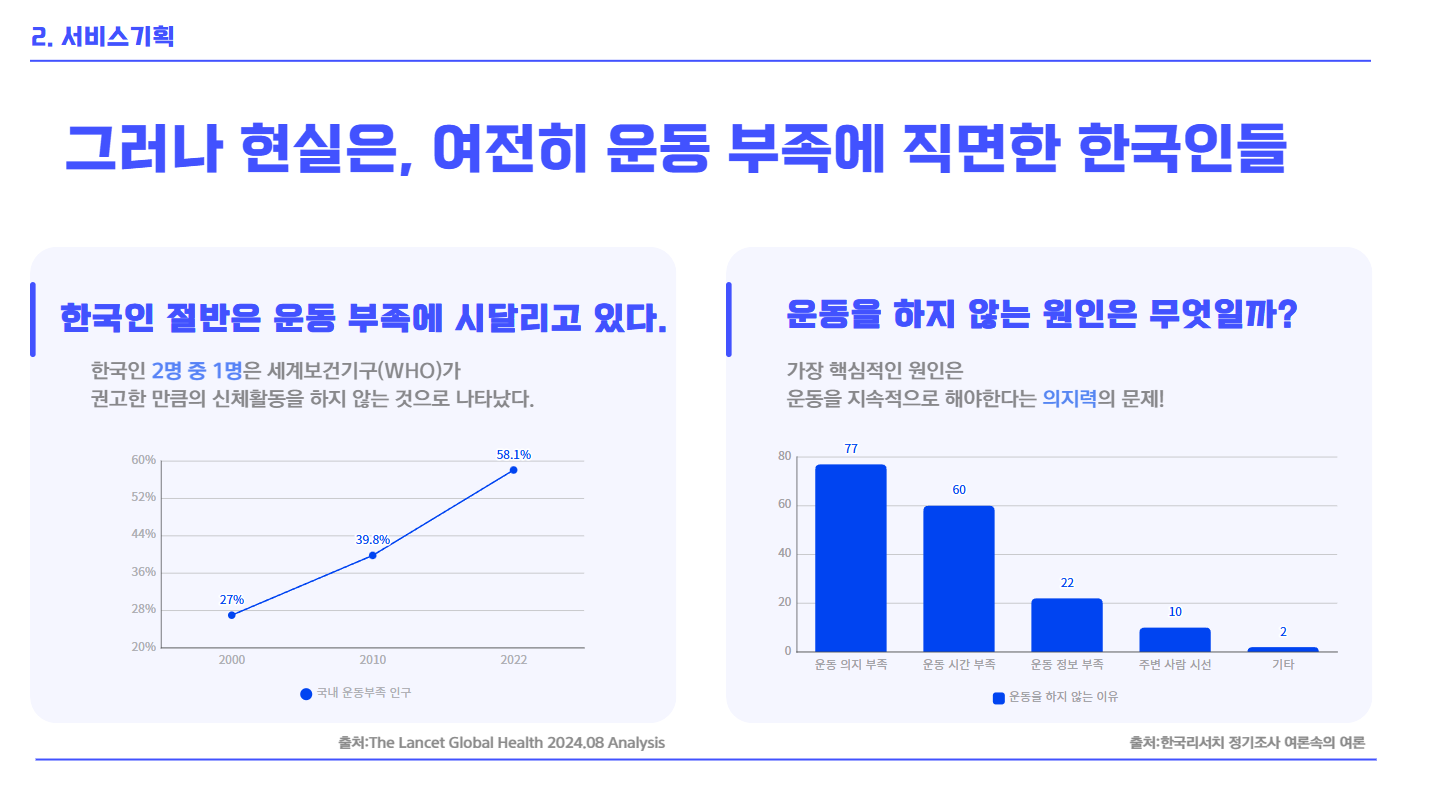 2. 서비스기획
그러나 현실은, 여전히 운동 부족에 직면한 한국인들
한국인 절반은 운동 부족에 시달리고 있다.
한국인 2명 중 1명은 세계보건기구(WHO)가
권고한 만큼의 신체활동을 하지 않는 것으로 나타났다.
60%
52%
44%
36%
28%
20%
27%
39.8%
58.1%
2000
2010
2022
국내 운동부족 인구
출처:The Lancet Global Health 2024.08 Analysis
운동을 하지 않는 원인은 무엇일까?
가장 핵심적인 원인은
운동을 지속적으로 해야한다는 의지력의 문제!
80
60
40
20
0
77
60
22
10
2
운동 의지 부족
운동 시간 부족
운동 정보 부족
주변 사람 시선
기타
운동을 하지 않는 이유
출처:한국리서치 정기조사 여론속의 여론